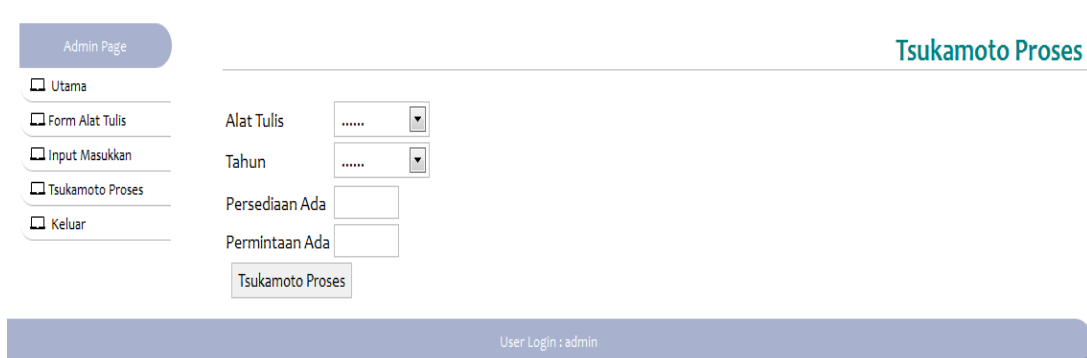 Admin Page
Utama
Form Alat Tulis
Input Masukkan
Tsukamoto Proses
Keluar
Tsukamoto Proses
Alat Tulis ......
Tahun ......
Persediaan Ada
Permintaan Ada
Tsukamoto Proses
User Login : admin